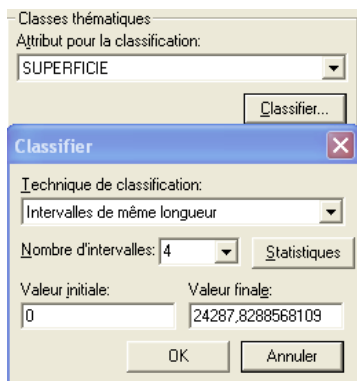 Classes thématiques
Attribut pour la classification:
SUPERFICIE
Classifier...
Classifier
Technique de classification:
Intervalles de même longueur
Nombre d'intervalles: 4 Statistiques
Valeur initiale: Valeur finale:
0 24287,8288568109
OK Annuler